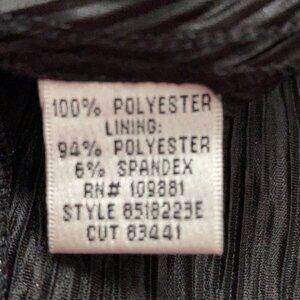 100% POLYESTER
LINING:
94% POLYESTER
6% SPANDEX
RN# 109881
STYLE 8518223E
CUT 83441